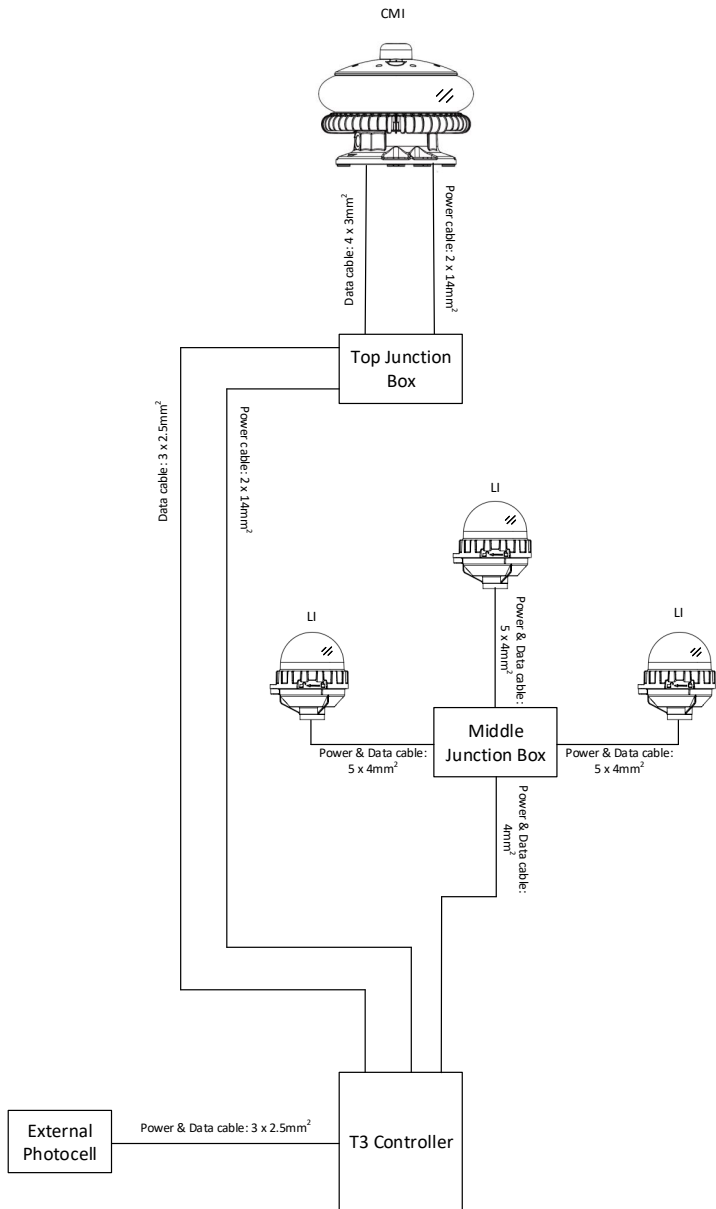 CMI
Data cable: 4 x 3mm²
Power cable: 2 x 14mm²
Top Junction
Box
Data cable: 3 x 2.5mm²
Power cable: 2 x 14mm²
LI
Power & Data cable:
5 x 4mm²
LI
LI
Middle
Junction Box
Power & Data cable:
5 x 4mm²
Power & Data cable:
5 x 4mm²
Power & Data cable:
4mm²
External
Photocell
Power & Data cable: 3 x 2.5mm²
T3 Controller